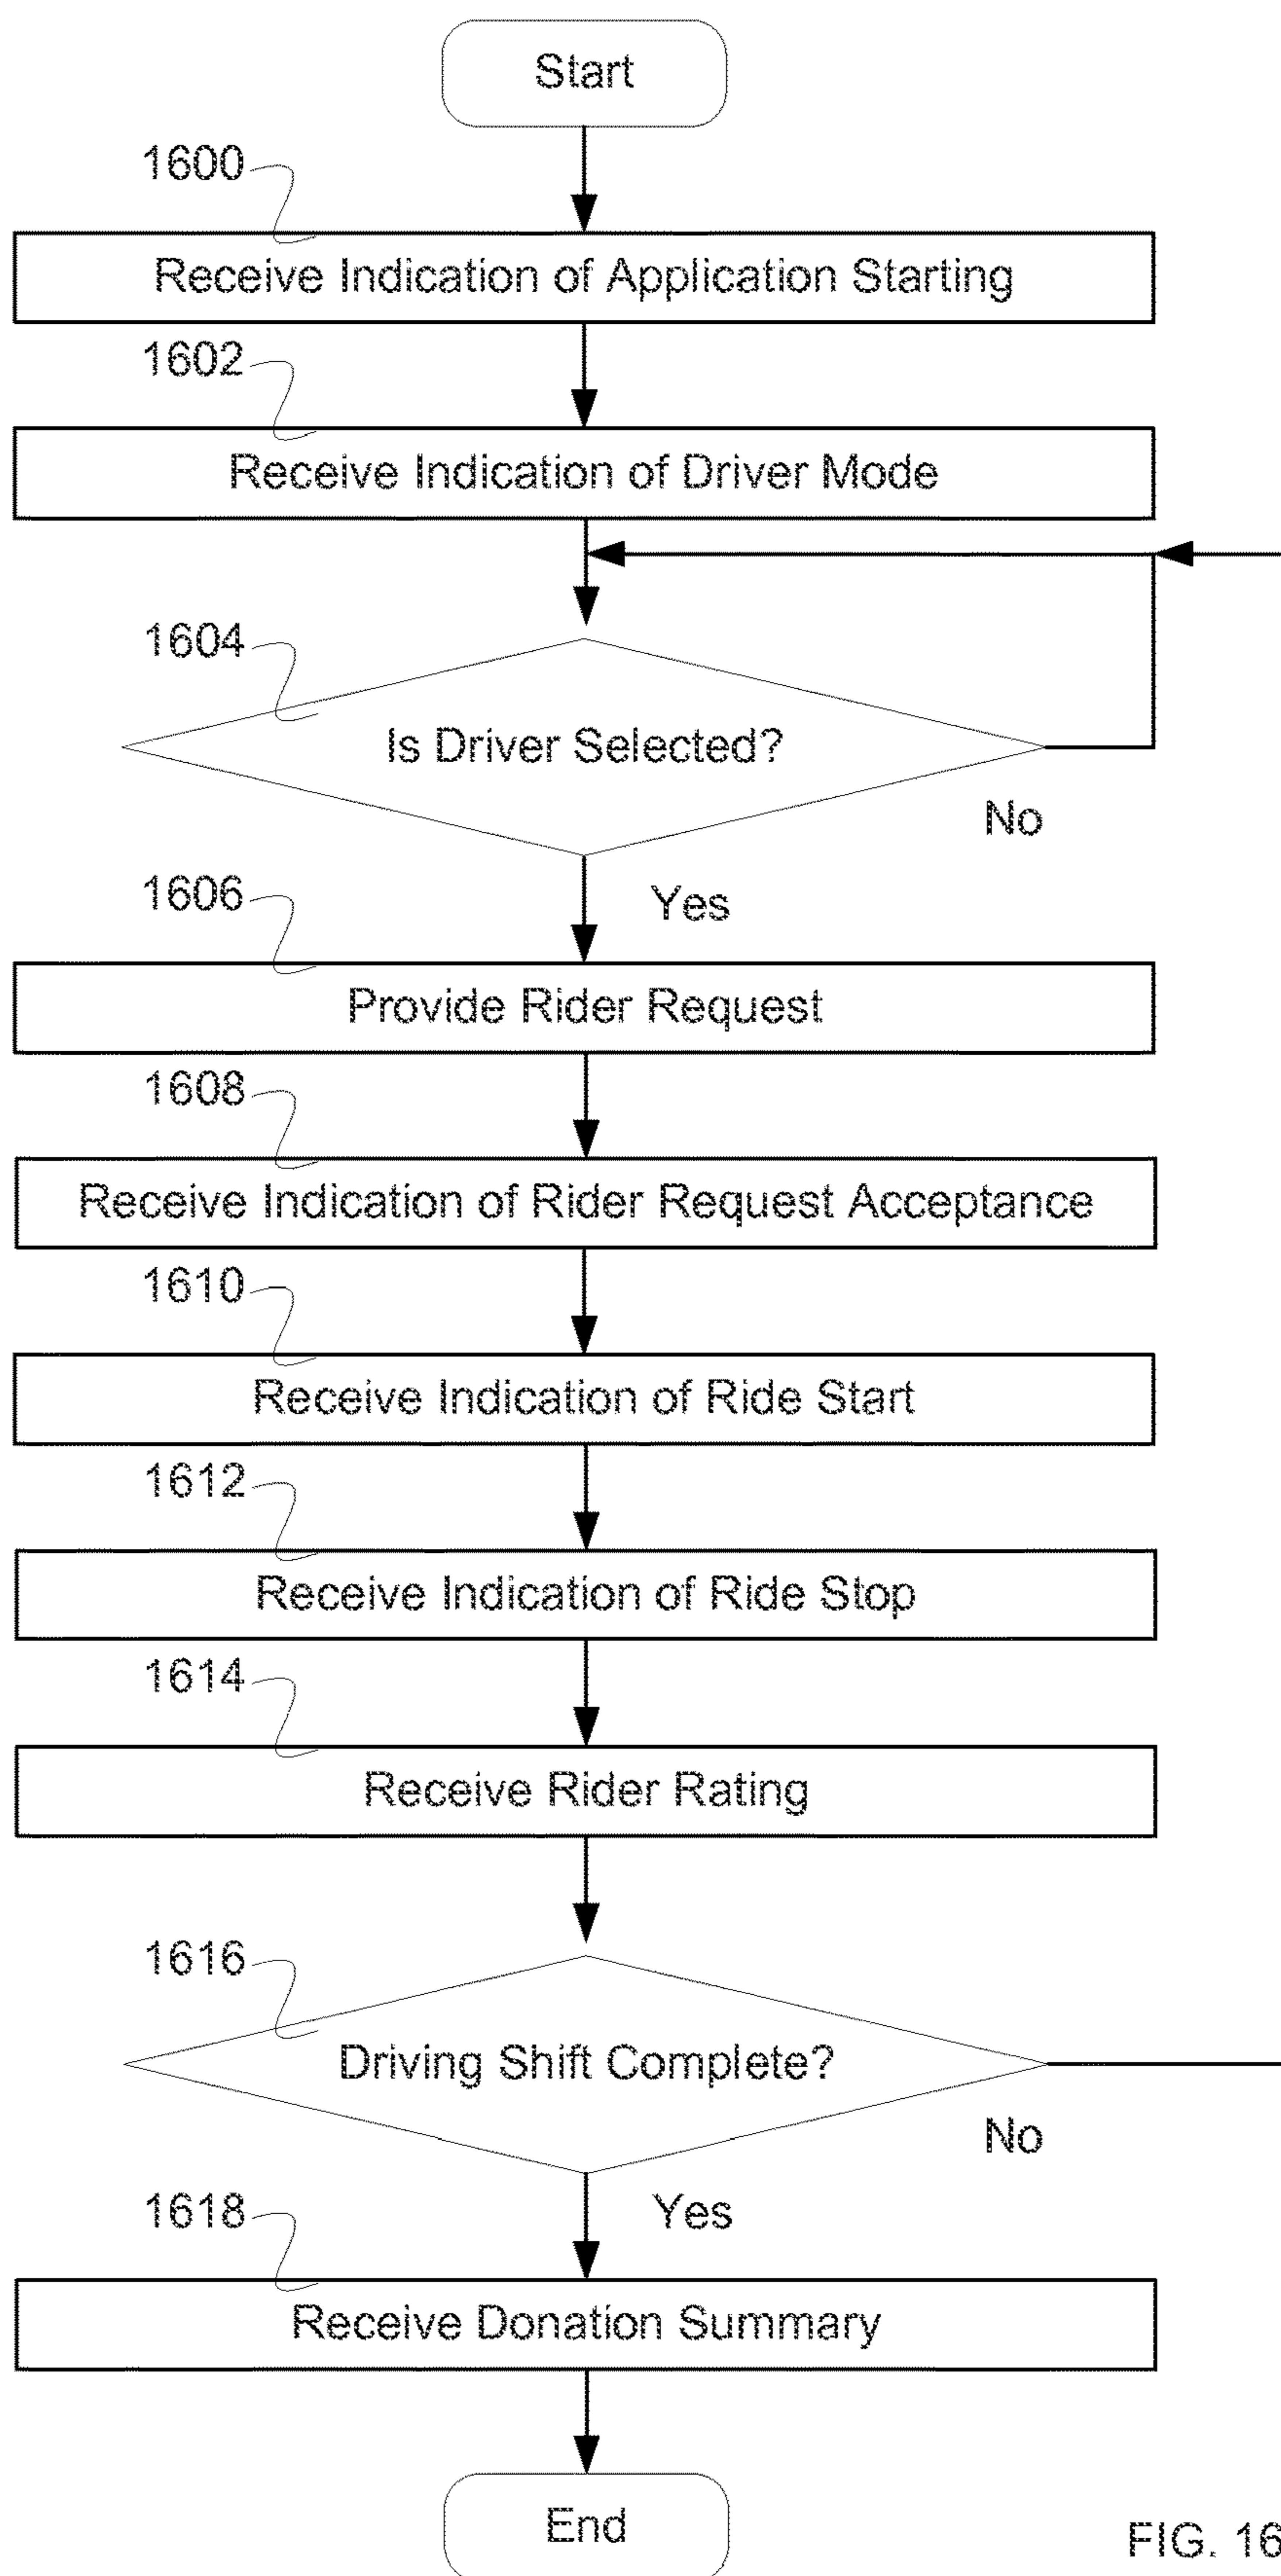 Start
1600
Receive Indication of Application Starting
1602
Receive Indication of Driver Mode
1604
Is Driver Selected?
No
Yes
1606
Provide Rider Request
1608
Receive Indication of Rider Request Acceptance
1610
Receive Indication of Ride Start
1612
Receive Indication of Ride Stop
1614
Receive Rider Rating
1616
Driving Shift Complete?
No
Yes
1618
Receive Donation Summary
End
FIG. 16